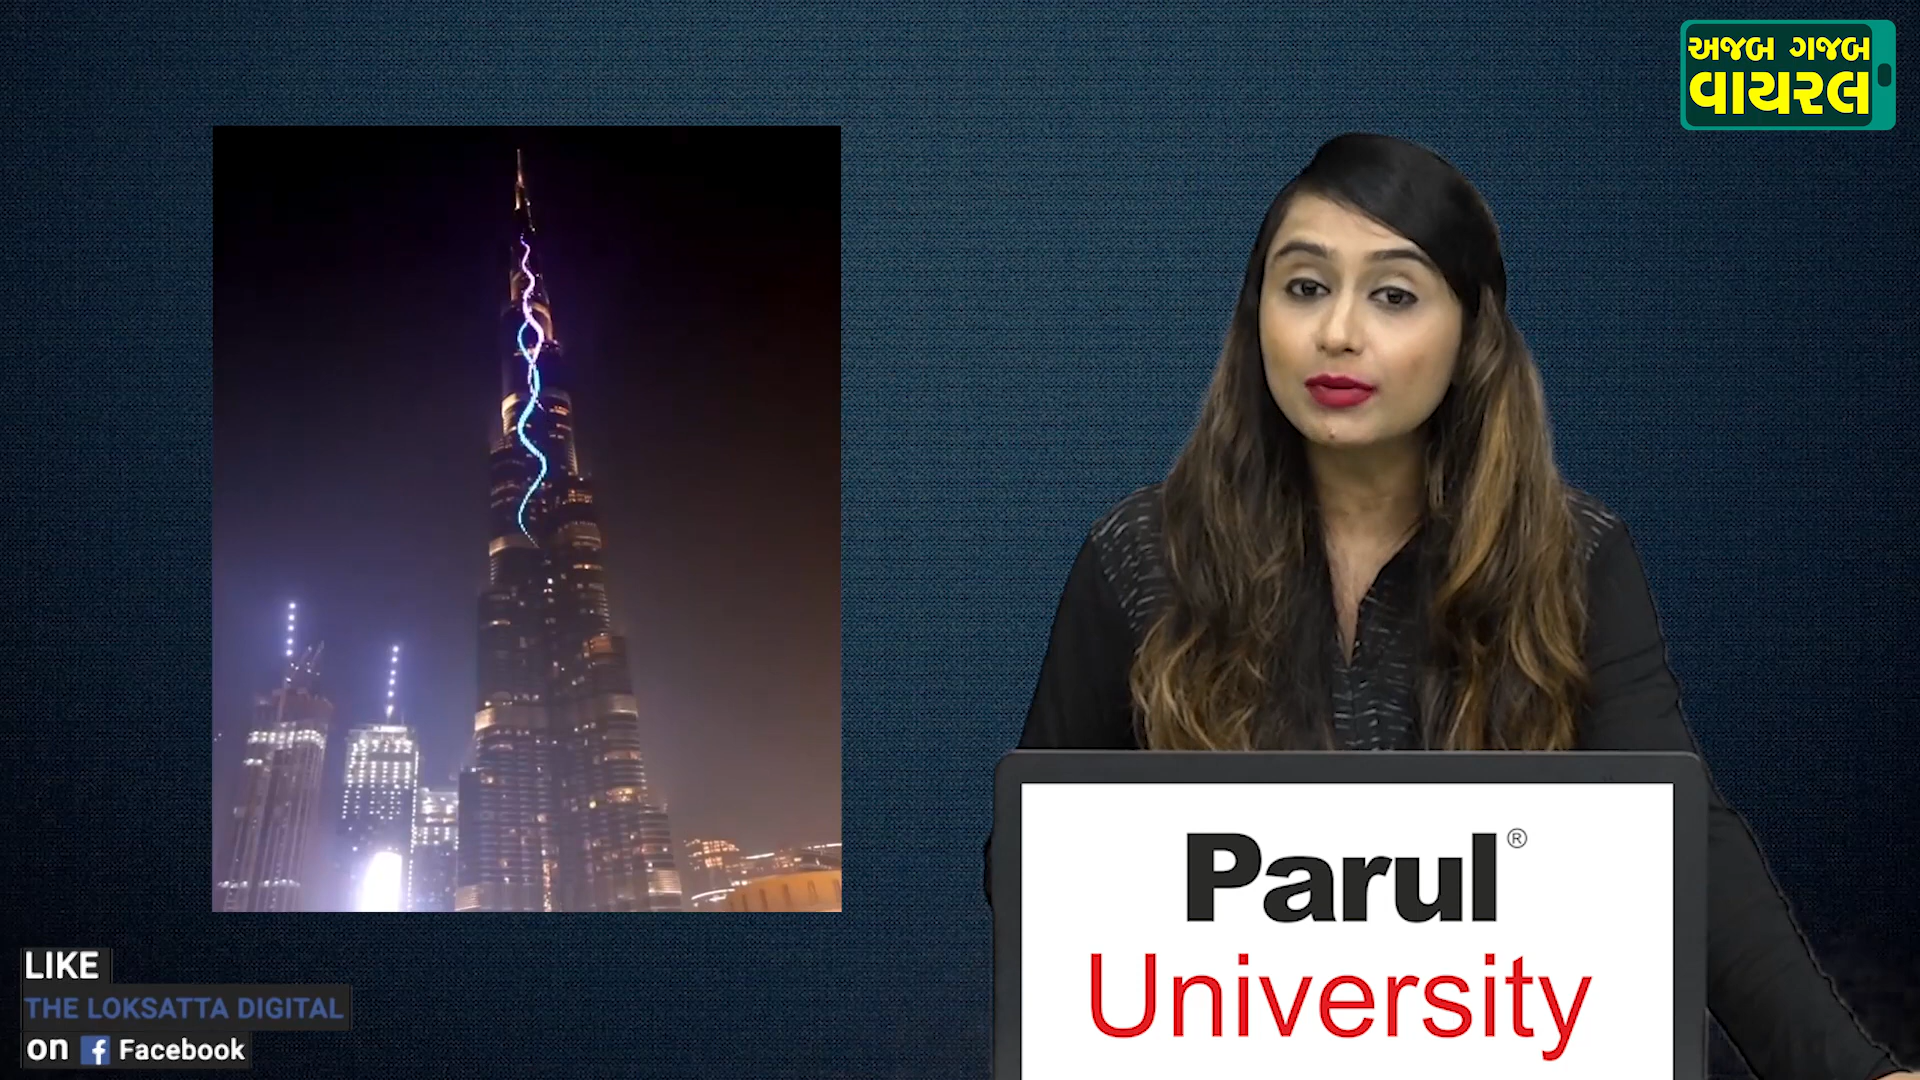 અજબ ગજબ
વાયરલ
Parul®
University
LIKE
THE LOKSATTA DIGITAL
on Facebook